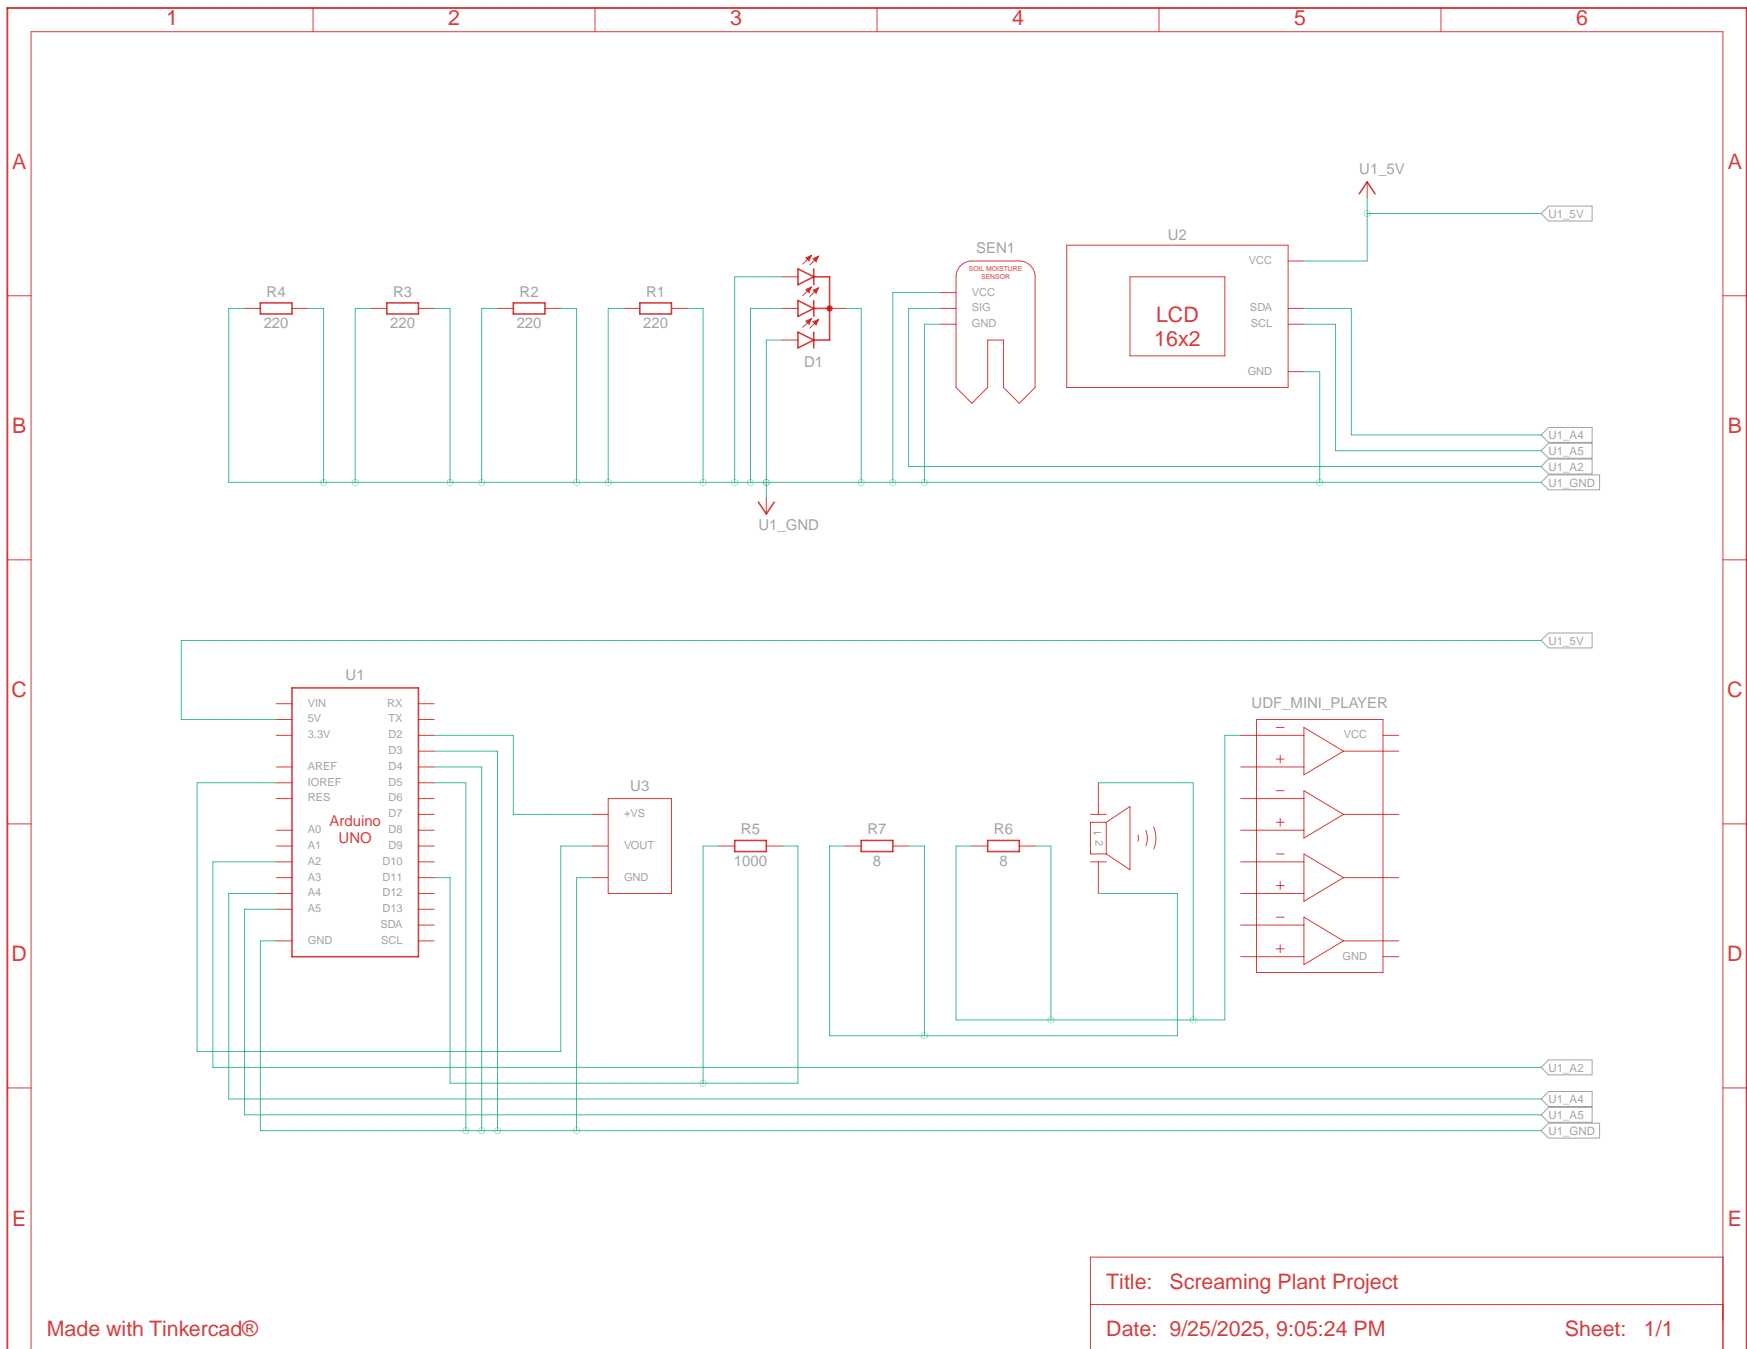 1 2 3 4 5 6
A A
U1_5V
U1_5V
U2
SEN1
SOIL MOISTURE
SENSOR
VCC
SIG
GND
VCC
LCD
16x2
SDA
SCL
GND
R4
220
R3
220
R2
220
R1
220
D1
B B
U1_A4
U1_A5
U1_A2
U1_GND
U1_GND
U1_5V
C C
U1
VIN RX
5V TX
3.3V D2
D3
AREF D4
IOREF D5
RES D6
D7
Arduino
UNO
A0 D8
A1 D9
A2 D10
A3 D11
A4 D12
A5 D13
SDA
GND SCL
U3
+VS
VOUT
GND
R5
1000
R7
8
R6
8
1 2
UDF_MINI_PLAYER
VCC
− +
− +
− +
− +
GND
D D
U1_A2
U1_A4
U1_A5
U1_GND
E E
Title: Screaming Plant Project
Made with Tinkercad®
Date: 9/25/2025, 9:05:24 PM Sheet: 1/1